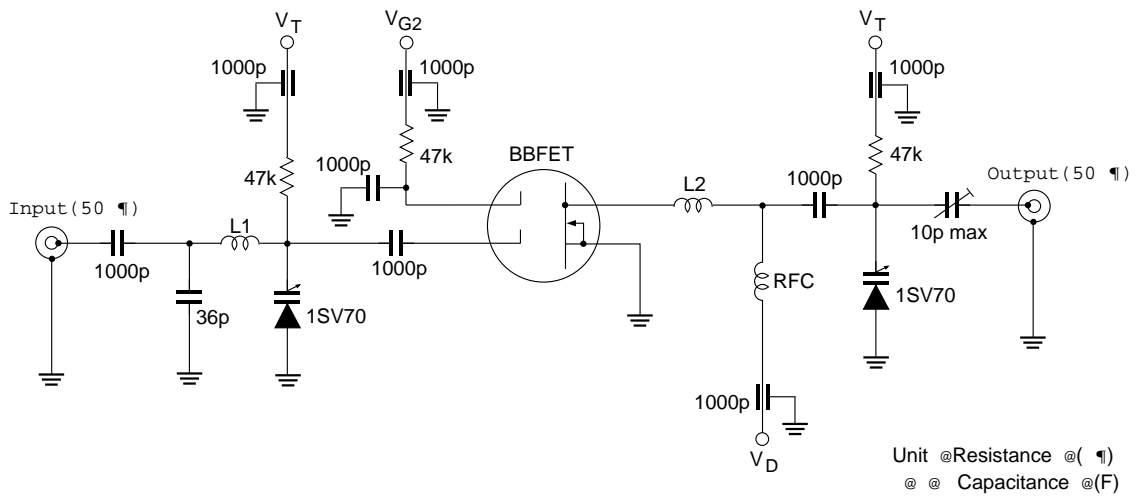 V_T
V_G2
V_T
1000p
1000p
1000p
BBFET
47k
47k
1000p
47k
L2
1000p
Output(50 ¶)
Input(50 ¶)
L1
10p max
1000p
1000p
RFC
1SV70
1SV70
36p
1000p
V_D
Unit @Resistance @( ¶)
@ @ Capacitance @(F)